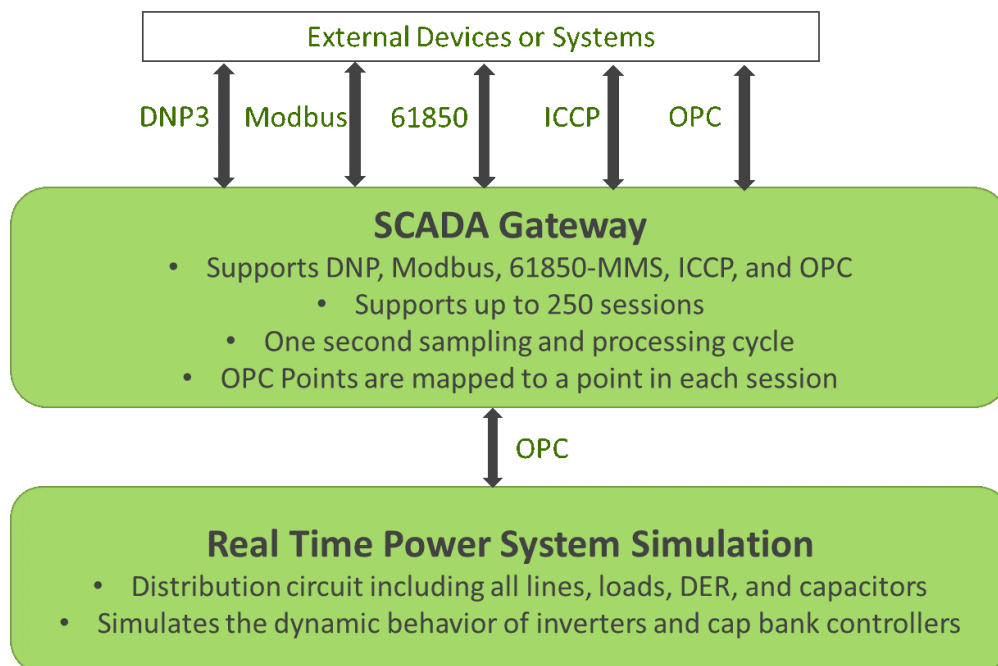 External Devices or Systems
DNP3 Modbus 61850 ICCP OPC
SCADA Gateway
• Supports DNP, Modbus, 61850-MMS, ICCP, and OPC
• Supports up to 250 sessions
• One second sampling and processing cycle
• OPC Points are mapped to a point in each session
OPC
Real Time Power System Simulation
• Distribution circuit including all lines, loads, DER, and capacitors
• Simulates the dynamic behavior of inverters and cap bank controllers